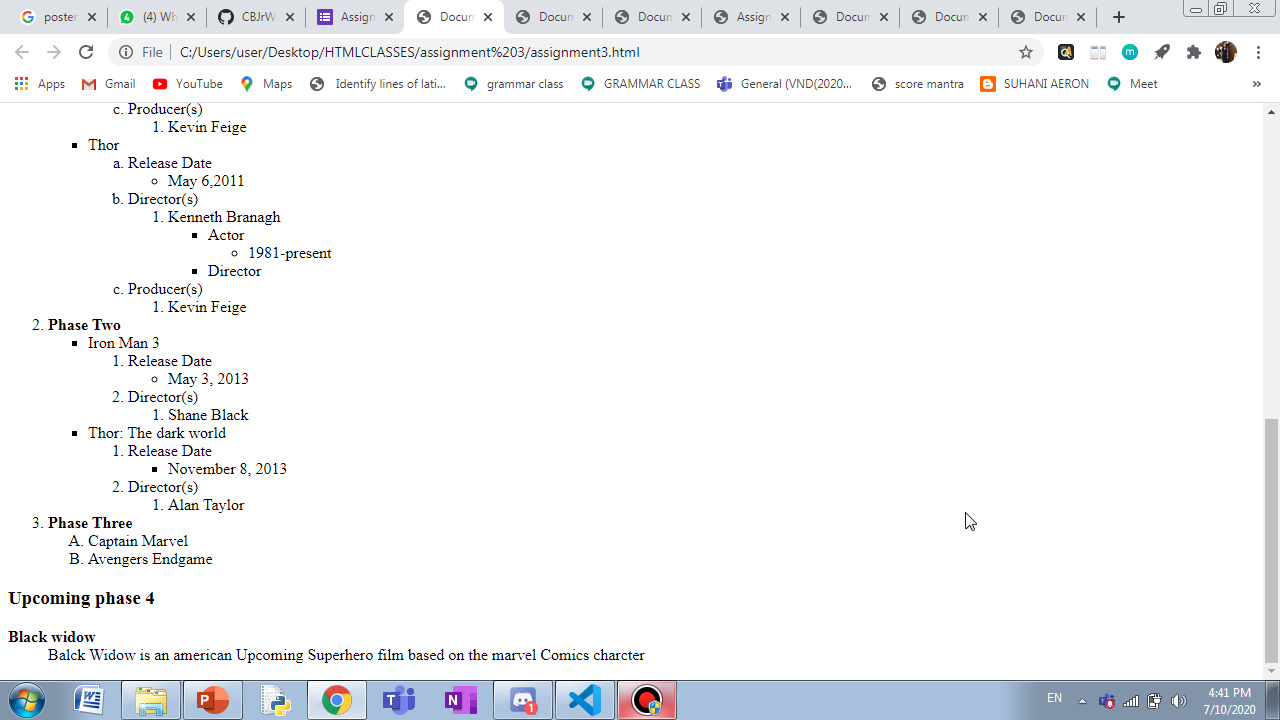 poster
(4) Wh
CBJrW
Assign
Docum
Docum
Docum
Assign
Docum
Docum
Docum
File
C:/Users/user/Desktop/HTMLCLASSES/assignment%203/assignment3.html
Apps
Gmail
YouTube
Maps
Identify lines of lati...
grammar class
GRAMMAR CLASS
General (VND(2020...
score mantra
SUHANI AERON
Meet
»
c. Producer(s)
1. Kevin Feige
▪ Thor
a. Release Date
◦ May 6,2011
b. Director(s)
1. Kenneth Branagh
▪ Actor
◦ 1981-present
▪ Director
c. Producer(s)
1. Kevin Feige
2. Phase Two
▪ Iron Man 3
1. Release Date
◦ May 3, 2013
2. Director(s)
1. Shane Black
▪ Thor: The dark world
1. Release Date
▪ November 8, 2013
2. Director(s)
1. Alan Taylor
3. Phase Three
A. Captain Marvel
B. Avengers Endgame
Upcoming phase 4
Black widow
Balck Widow is an american Upcoming Superhero film based on the marvel Comics charcter
EN
4:41 PM
7/10/2020